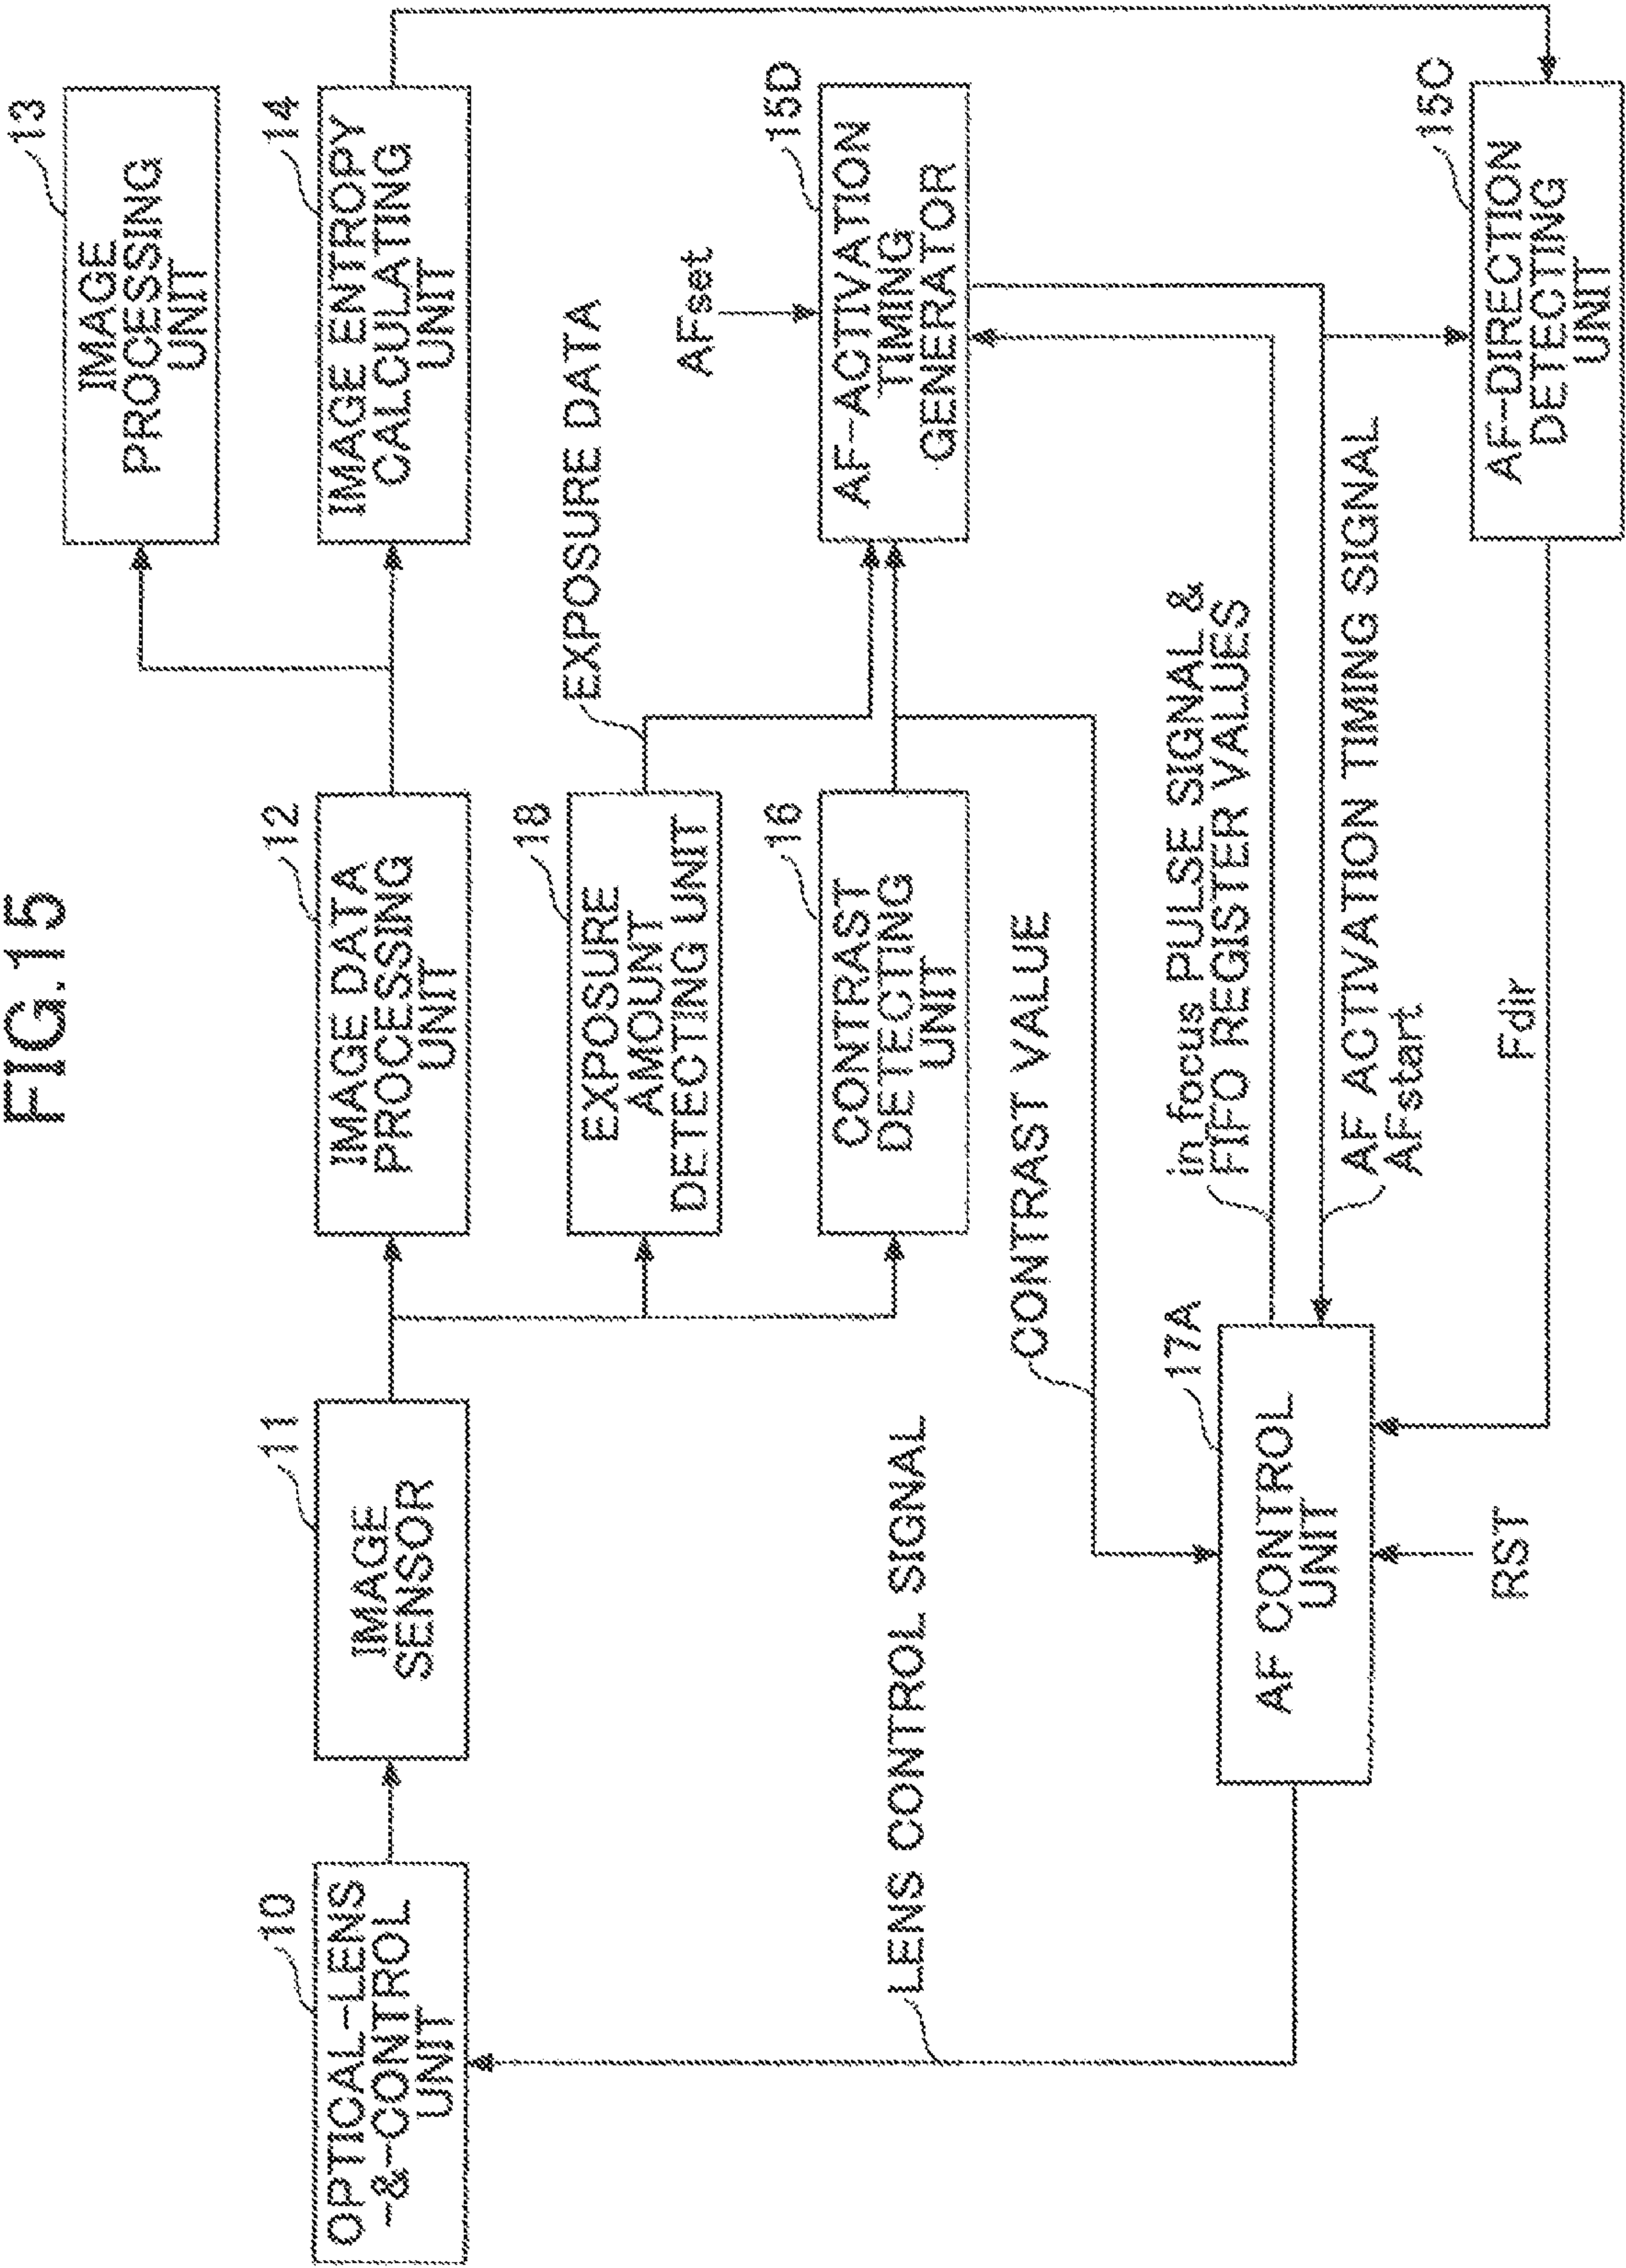 FIG.15
10
OPTICAL-LENS
-&-CONTROL
UNIT
11
IMAGE
SENSOR
12
IMAGE DATA
PROCESSING
UNIT
13
IMAGE
PROCESSING
UNIT
14
IMAGE ENTROPY
CALCULATING
UNIT
18
EXPOSURE
AMOUNT
DETECTING UNIT
EXPOSURE DATA
16
CONTRAST
DETECTING
UNIT
AFset
15D
AF-ACTIVATION
TIMING
GENERATOR
LENS CONTROL SIGNAL
CONTRAST VALUE
17A
AF CONTROL
UNIT
in_focus PULSE SIGNAL &
FIFO REGISTER VALUES
AF ACTIVATION TIMING SIGNAL
AFstart
15C
AF-DIRECTION
DETECTING
UNIT
RST
Fdir